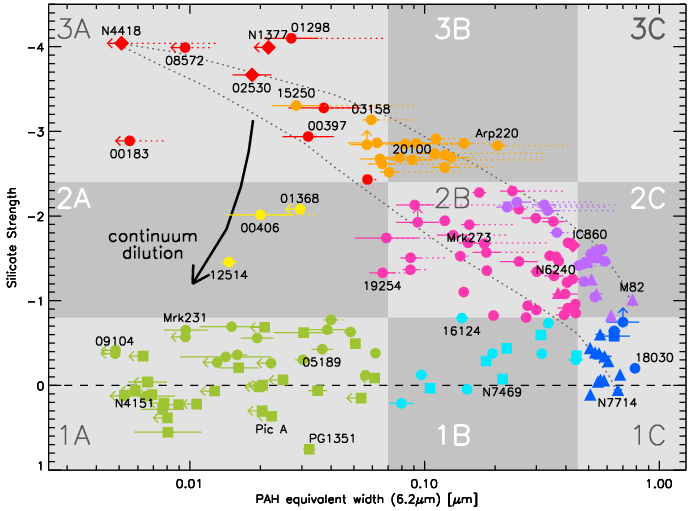 3A
3B
3C
N4418
N1377
01298
-4
08572
02530
15250
03158
00397
Arp220
-3
20100
00183
2A
2B
2C
01368
-2
00406
continuum
dilution
Mrk273
IC860
N6240
12514
19254
M82
-1
Mrk231
16124
09104
05189
18030
0
N4151
N7469
N7714
Pic A
PG1351
1A
1B
1C
1
0.01
0.10
1.00
Silicate Strength
PAH equivalent width (6.2μm) [μm]